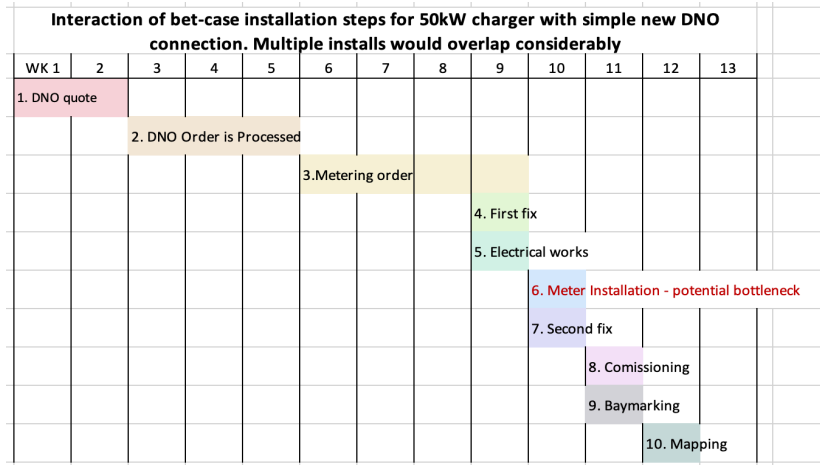 Interaction of bet-case installation steps for 50kW charger with simple new DNO
connection. Multiple installs would overlap considerably
WK 1 2 3 4 5 6 7 8 9 10 11 12 13
1. DNO quote
2. DNO Order is Processed
3.Metering order
4. First fix
5. Electrical works
6. Meter Installation - potential bottleneck
7. Second fix
8. Comissioning
9. Baymarking
10. Mapping